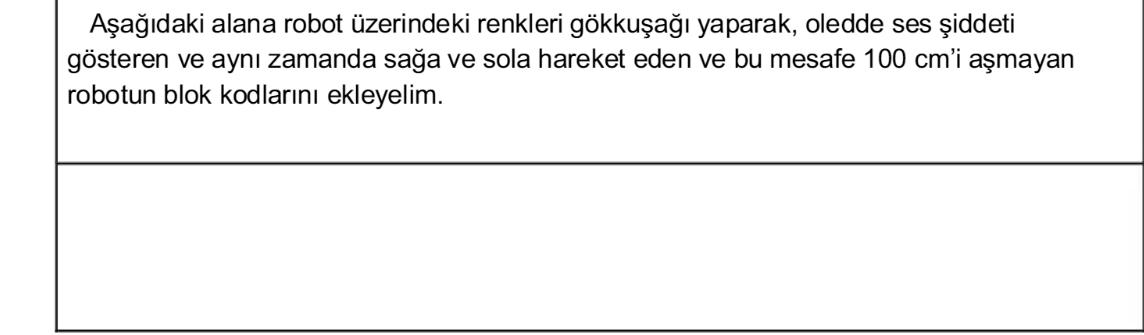 Aşağıdaki alana robot üzerindeki renkleri gökkuşağı yaparak, oledde ses şiddeti
gösteren ve aynı zamanda sağa ve sola hareket eden ve bu mesafe 100 cm’i aşmayan
robotun blok kodlarını ekleyelim.